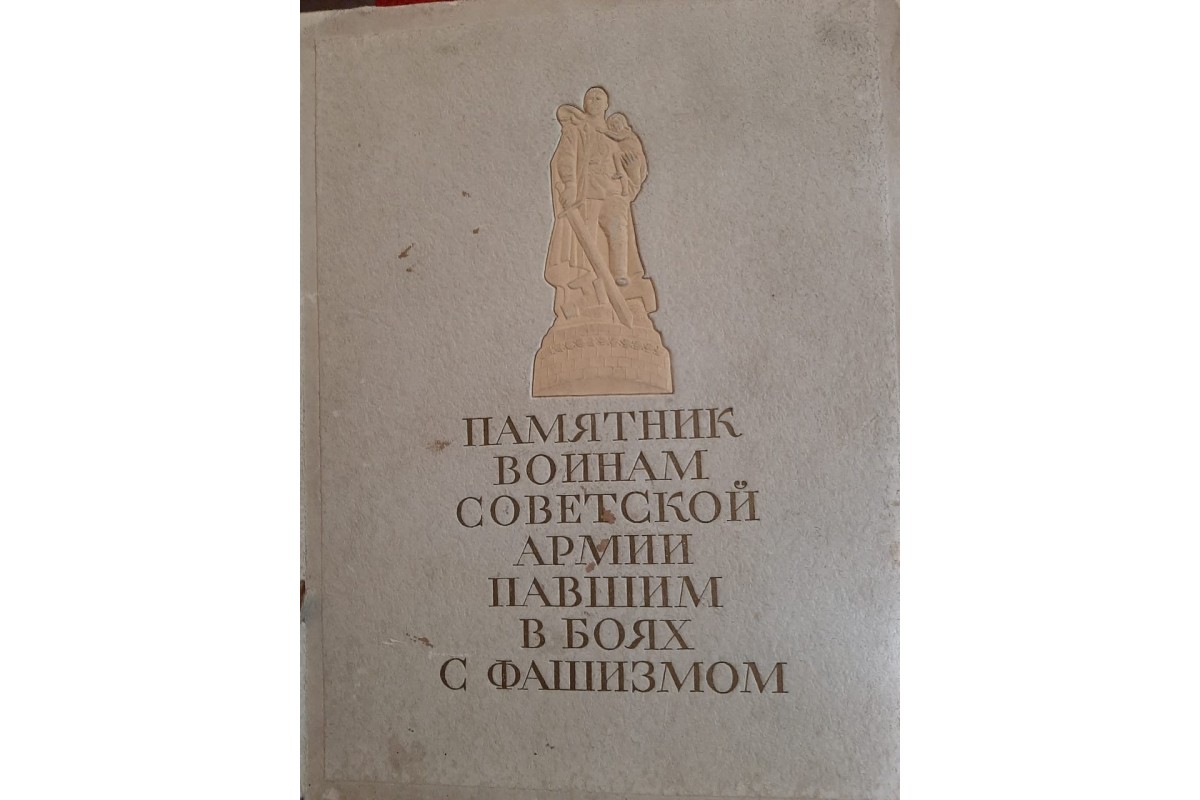 ПАМЯТНИК
ВОИНАМ
СОВЕТСКОЙ
АРМИИ
ПАВШИМ
В БОЯХ
С ФАШИЗМОМ